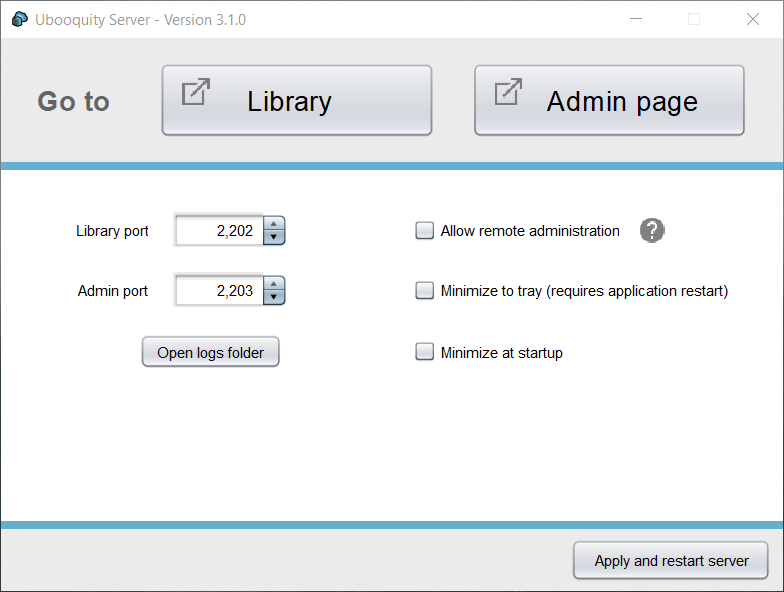 Ubooquity Server - Version 3.1.0
Go to
Library
Admin page
Library port
2,202
Allow remote administration
?
Admin port
2,203
Minimize to tray (requires application restart)
Open logs folder
Minimize at startup
Apply and restart server